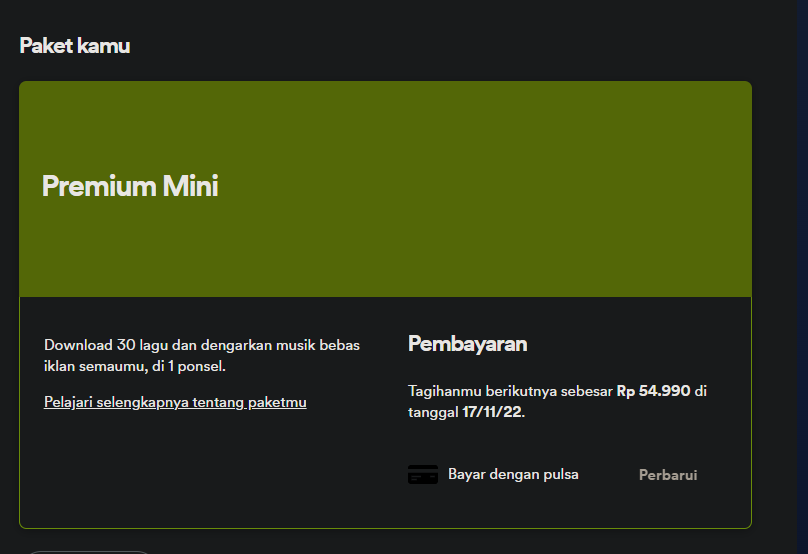 Paket kamu
Premium Mini
Download 30 lagu dan dengarkan musik bebas
iklan semaumu, di 1 ponsel.
Pelajari selengkapnya tentang paketmu
Pembayaran
Tagihanmu berikutnya sebesar Rp 54.990 di
tanggal 17/11/22.
Bayar dengan pulsa
Perbarui